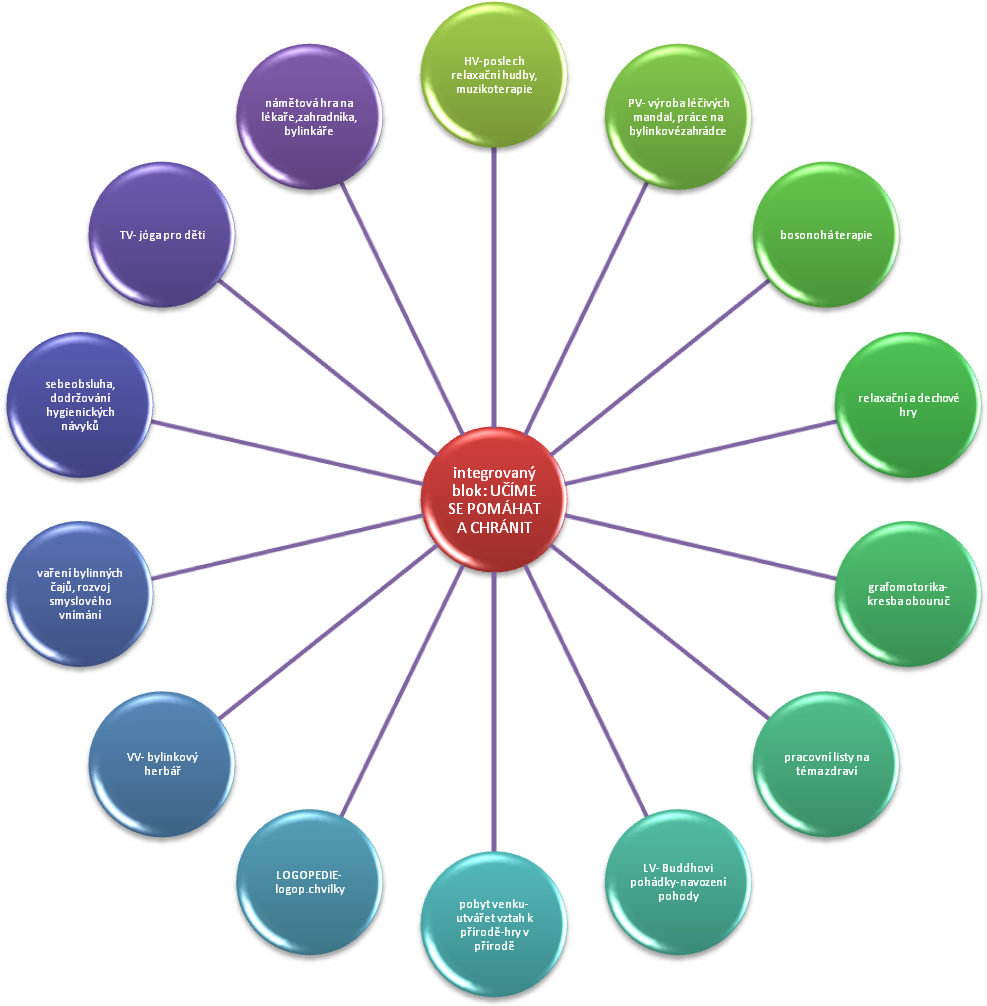 HV-poslech
relaxační hudby,
muzikoterapie
PV- výroba léčivých
mandal, práce na
bylinkovézahrádce
bosonohá terapie
relaxační a dechové
hry
grafomotorika-
kresba obouruč
pracovní listy na
téma zdraví
LV- Buddhovi
pohádky-navození
pohody
pobyt venku-
utvářet vztah k
přírodě-hry v
přírodě
LOGOPEDIE-
logop.chvilky
VV- bylinkový
herbář
vaření bylinných
čajů, rozvoj
smyslového
vnímání
sebeobsluha,
dodržování
hygienických
návyků
TV- jóga pro děti
námětová hra na
lékaře,zahradníka,
bylinkáře
integrovaný
blok: UČÍME
SE POMÁHAT
A CHRÁNIT